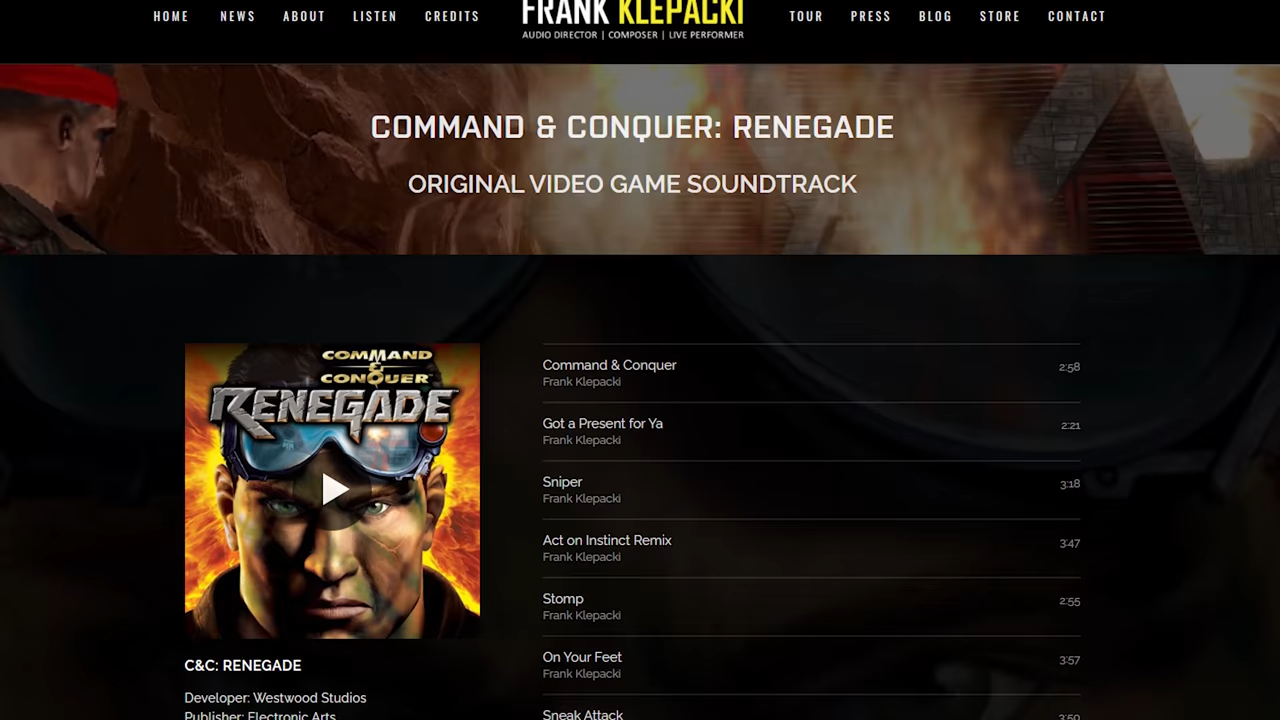 HOME NEWS ABOUT LISTEN CREDITS FRANK KLEPACKI TOUR PRESS BLOG STORE CONTACT
AUDIO DIRECTOR | COMPOSER | LIVE PERFORMER
COMMAND & CONQUER: RENEGADE
ORIGINAL VIDEO GAME SOUNDTRACK
COMMAND
&
CONQUER
RENEGADE
C&C: RENEGADE
Developer: Westwood Studios
Publisher: Electronic Arts
Command & Conquer 2:58
Frank Klepacki
Got a Present for Ya 2:21
Frank Klepacki
Sniper 3:18
Frank Klepacki
Act on Instinct Remix 3:47
Frank Klepacki
Stomp 2:55
Frank Klepacki
On Your Feet 3:57
Frank Klepacki
Sneak Attack 3:50